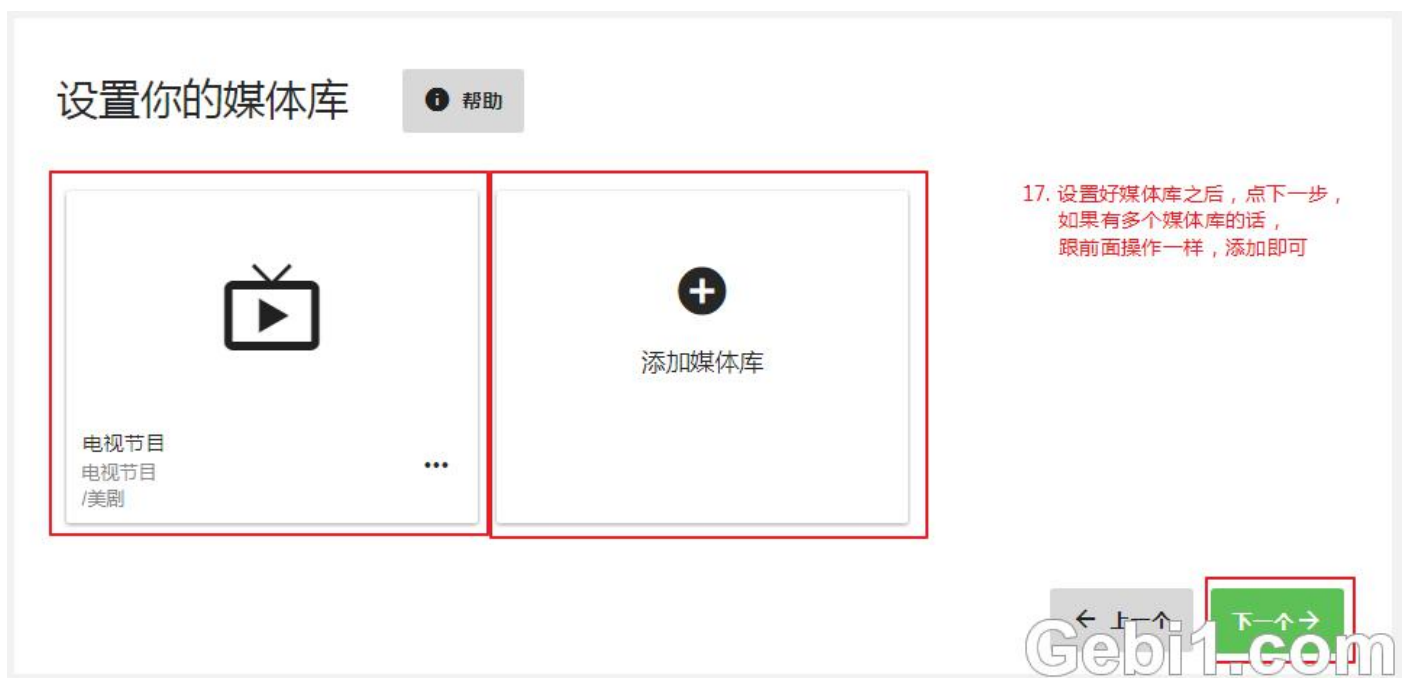 设置你的媒体库
帮助
17. 设置好媒体库之后，点下一步，
如果有多个媒体库的话，
跟前面操作一样，添加即可
添加媒体库
电视节目
电视节目
/美剧
上一个
下一个
Gebi1.com